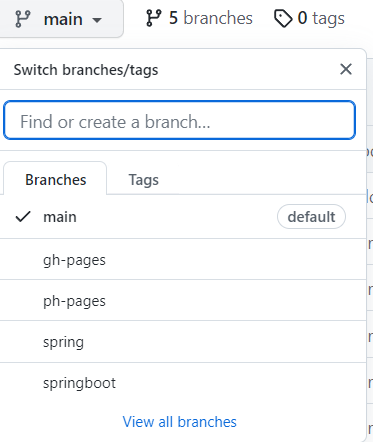 main 5 branches 0 tags
Switch branches/tags
Find or create a branch...
Branches Tags
main default
gh-pages
ph-pages
spring
springboot
View all branches